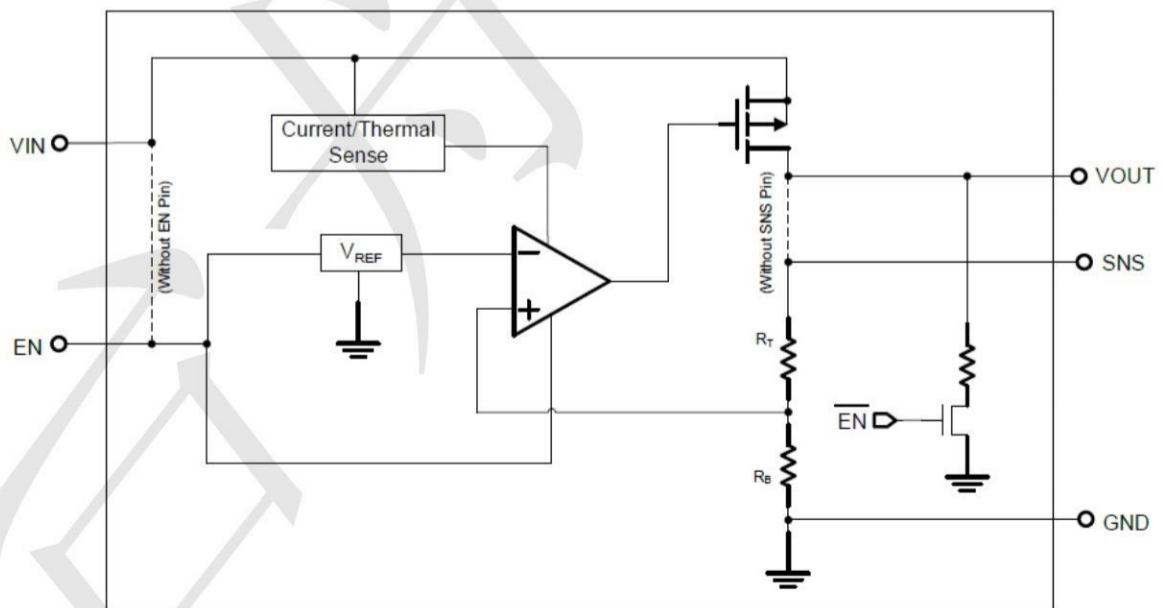 Current/Thermal
Sense
VIN
(Without EN Pin)
VREF
−
+
EN
(Without SNS Pin)
VOUT
SNS
RT
EN
RB
GND